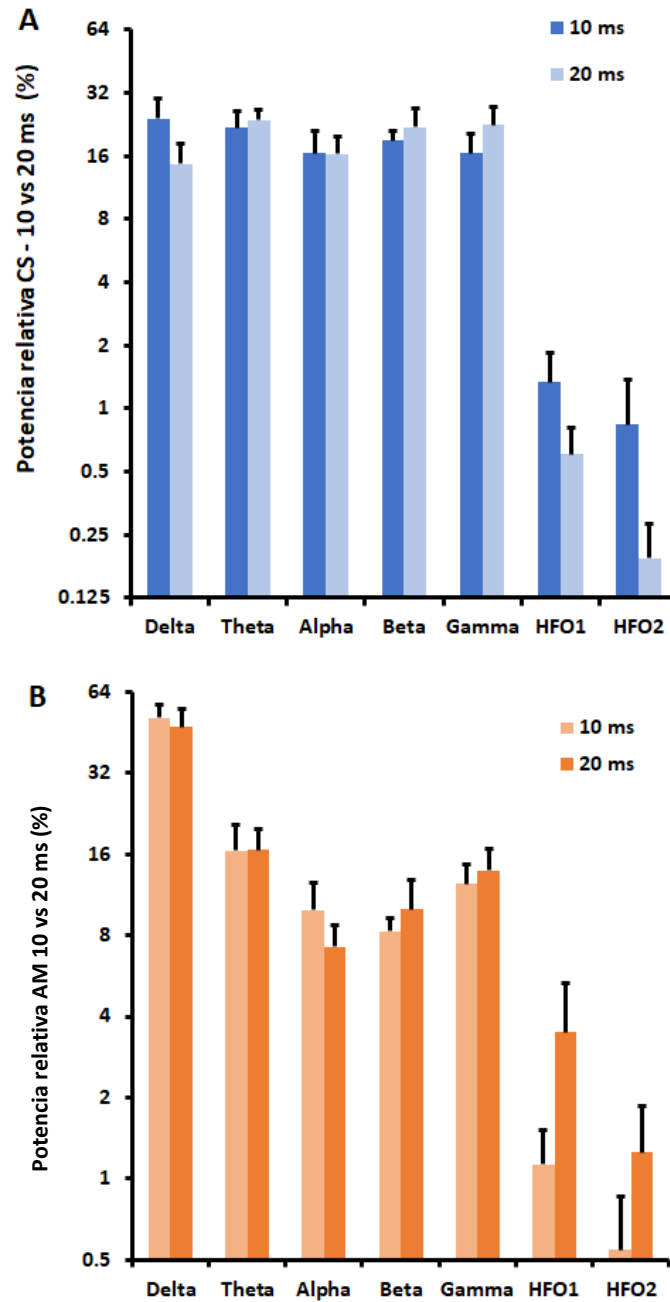 A
Potencia relativa CS - 10 vs 20 ms (%)
64
32
16
8
4
2
1
0.5
0.25
0.125
10 ms
20 ms
Delta Theta Alpha Beta Gamma HFO1 HFO2
B
Potencia relativa AM 10 vs 20 ms (%)
64
32
16
8
4
2
1
0.5
10 ms
20 ms
Delta Theta Alpha Beta Gamma HFO1 HFO2